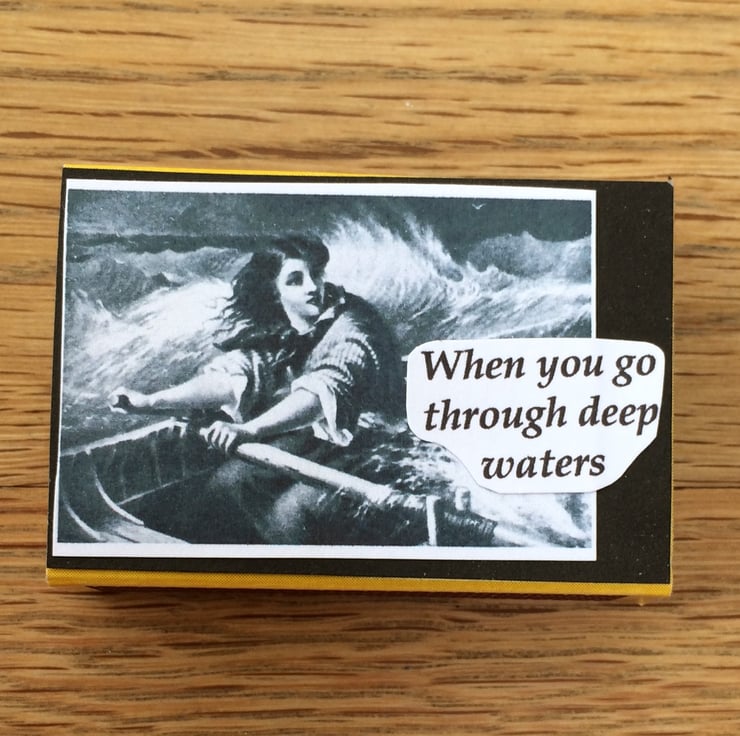 When you go
through deep
waters